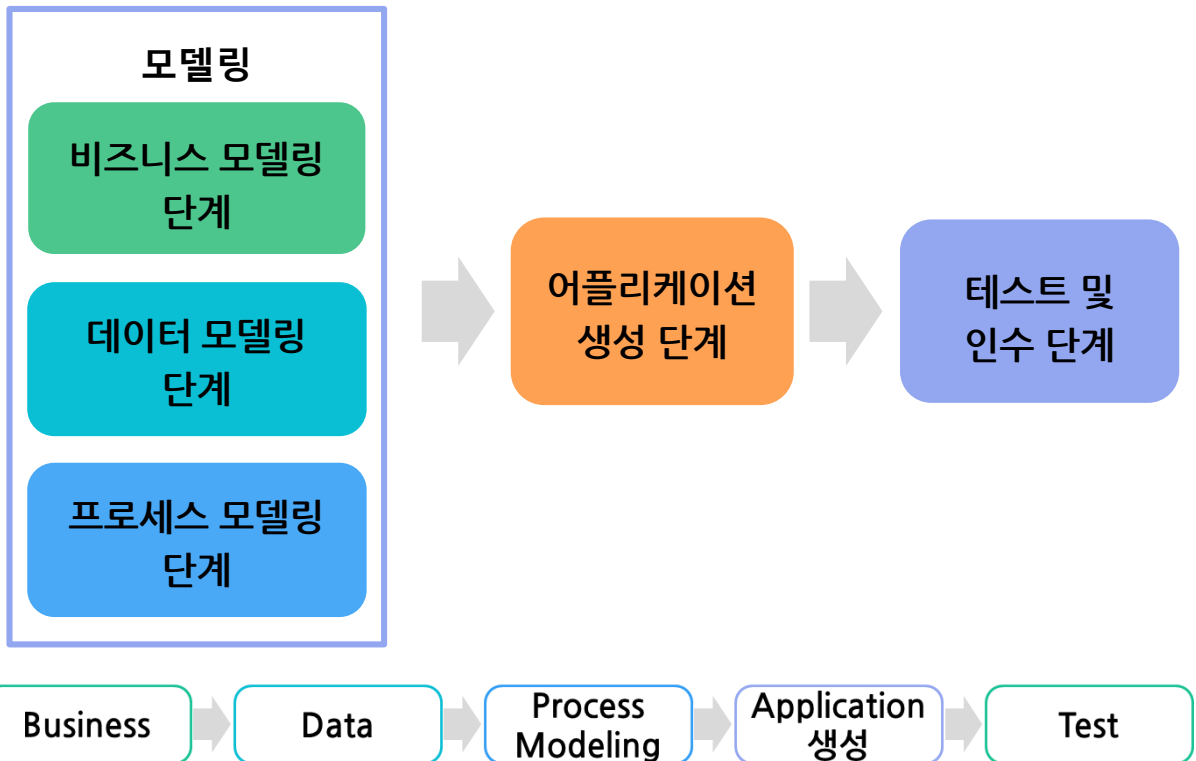 모델링
비즈니스 모델링
단계
데이터 모델링
단계
프로세스 모델링
단계
어플리케이션
생성 단계
테스트 및
인수 단계
Business
Data
Process
Modeling
Application
생성
Test